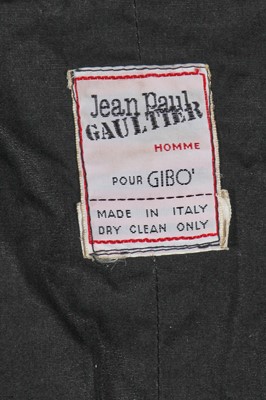 Jean Paul
GAULTIER
HOMME
POUR GIBO'
MADE IN ITALY
DRY CLEAN ONLY